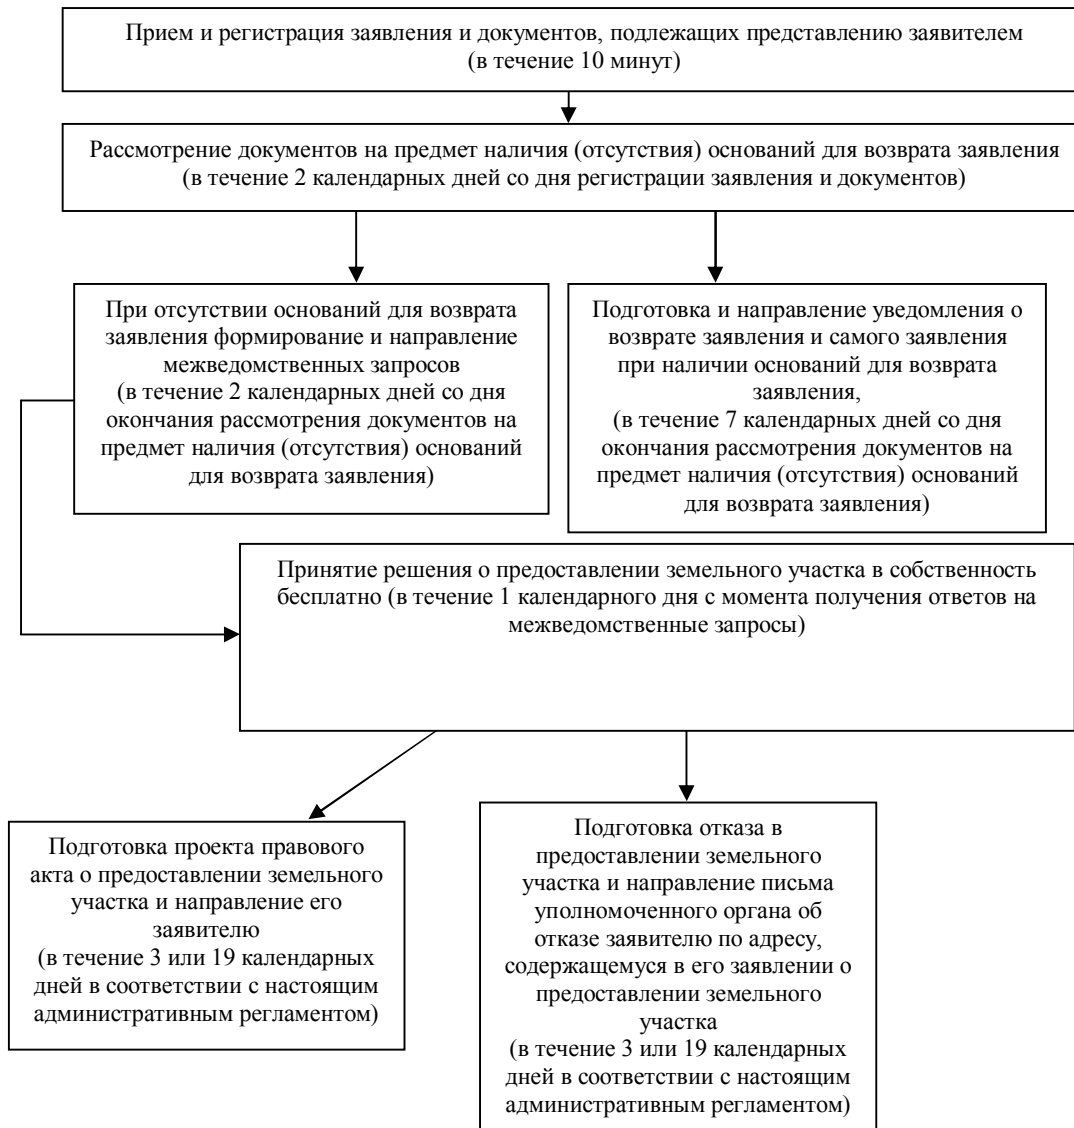 Прием и регистрация заявления и документов, подлежащих представлению заявителем
(в течение 10 минут)
Рассмотрение документов на предмет наличия (отсутствия) оснований для возврата заявления
(в течение 2 календарных дней со дня регистрации заявления и документов)
При отсутствии оснований для возврата
заявления формирование и направление
межведомственных запросов
(в течение 2 календарных дней со дня
окончания рассмотрения документов на
предмет наличия (отсутствия) оснований
для возврата заявления)
Подготовка и направление уведомления о
возврате заявления и самого заявления
при наличии оснований для возврата
заявления,
(в течение 7 календарных дней со дня
окончания рассмотрения документов на
предмет наличия (отсутствия) оснований
для возврата заявления)
Принятие решения о предоставлении земельного участка в собственность
бесплатно (в течение 1 календарного дня с момента получения ответов на
межведомственные запросы)
Подготовка проекта правового
акта о предоставлении земельного
участка и направление его
заявителю
(в течение 3 или 19 календарных
дней в соответствии с настоящим
административным регламентом)
Подготовка отказа в
предоставлении земельного
участка и направление письма
уполномоченного органа об
отказе заявителю по адресу,
содержащемуся в его заявлении о
предоставлении земельного
участка
(в течение 3 или 19 календарных
дней в соответствии с настоящим
административным регламентом)